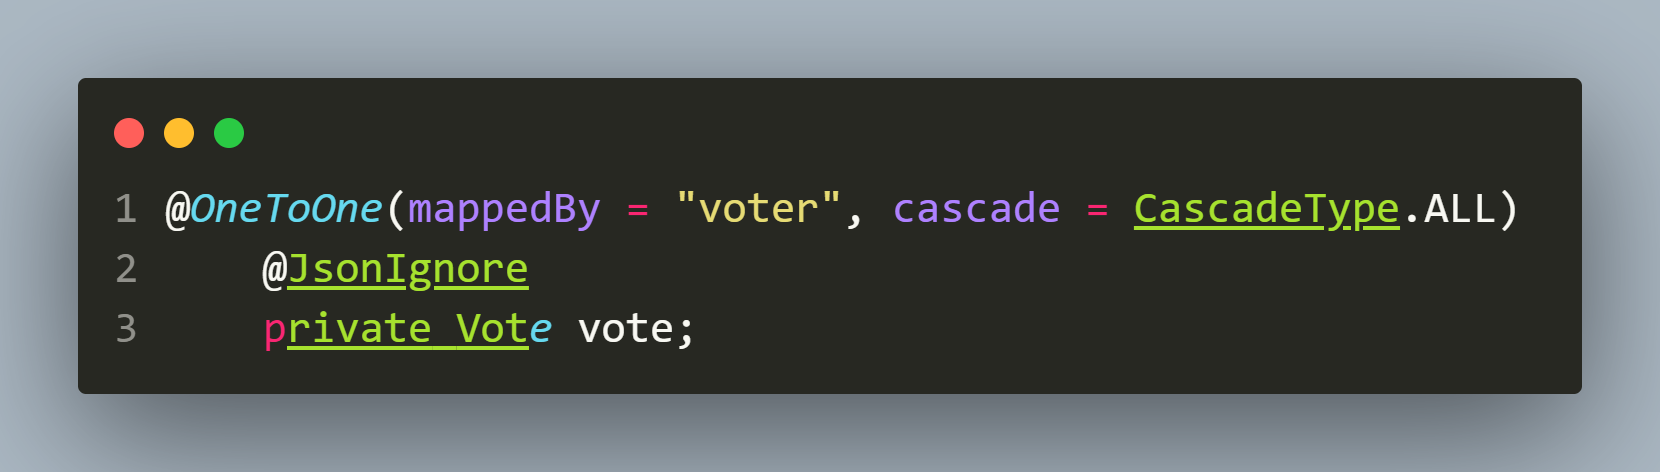 1 @OneToOne(mappedBy = "voter", cascade = CascadeType.ALL)
2     @JsonIgnore
3     private Vote vote;